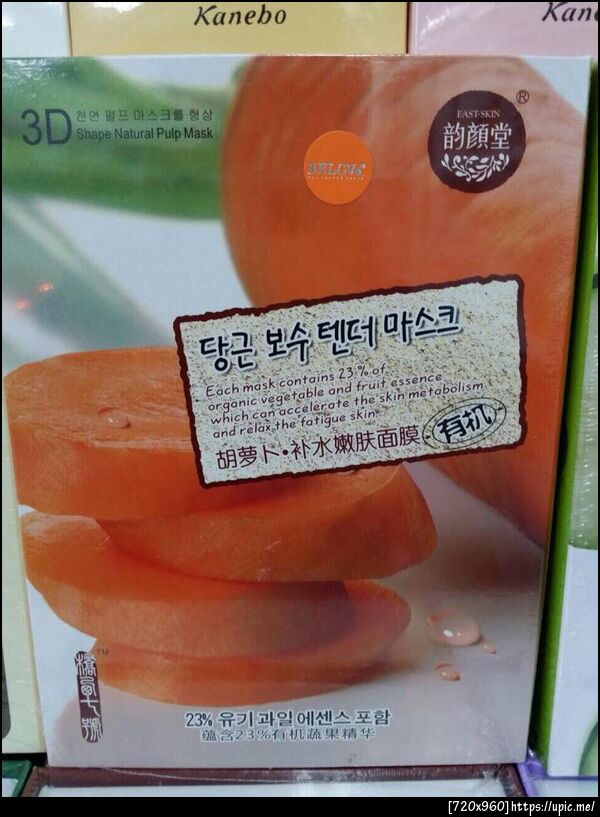 Kanebo
Kan
3D 천연 펄프 마스크를 형상
Shape Natural Pulp Mask
BELOV
EAST-SKIN
韵顔堂
®
당근 보수 텐더 마스크
Each mask contains 23 % of
organic vegetable and fruit essence
which can accelerate the skin metabolism
and relax the fatigue skin.
胡萝卜·补水嫩肤面膜
有机
TM
23% 유기 과일 에센스 포함
蕴含23%有机蔬果精华
[720x960]https://upic.me/